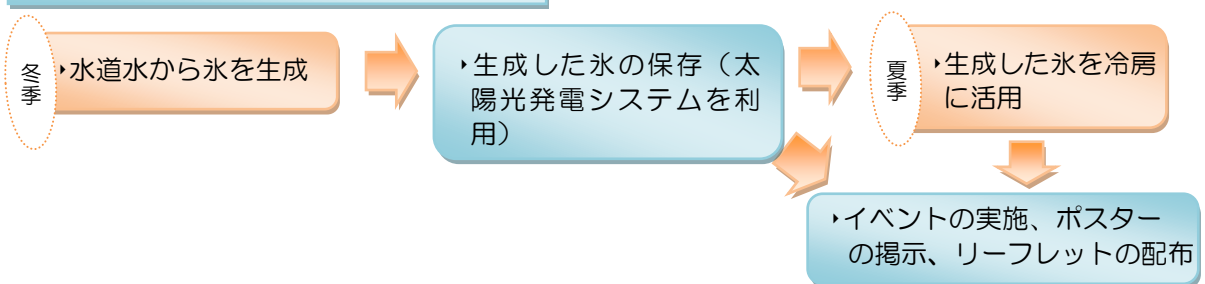 冬季
‣水道水から氷を生成
‣生成した氷の保存（太
陽光発電システムを利
用）
夏季
‣生成した氷を冷房
に活用
‣イベントの実施、ポスター
の掲示、リーフレットの配布